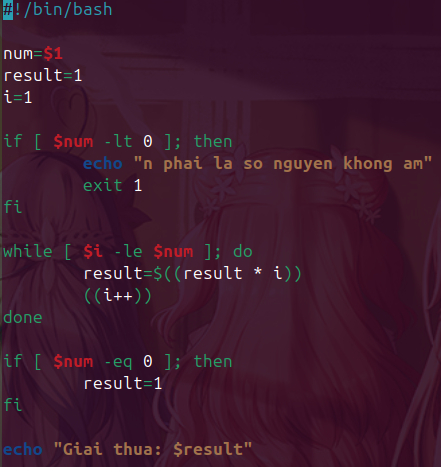 #!/bin/bash

num=$1
result=1
i=1

if [ $num -lt 0 ]; then
        echo "n phai la so nguyen khong am"
        exit 1
fi

while [ $i -le $num ]; do
        result=$((result * i))
        ((i++))
done

if [ $num -eq 0 ]; then
        result=1
fi

echo "Giai thua: $result"